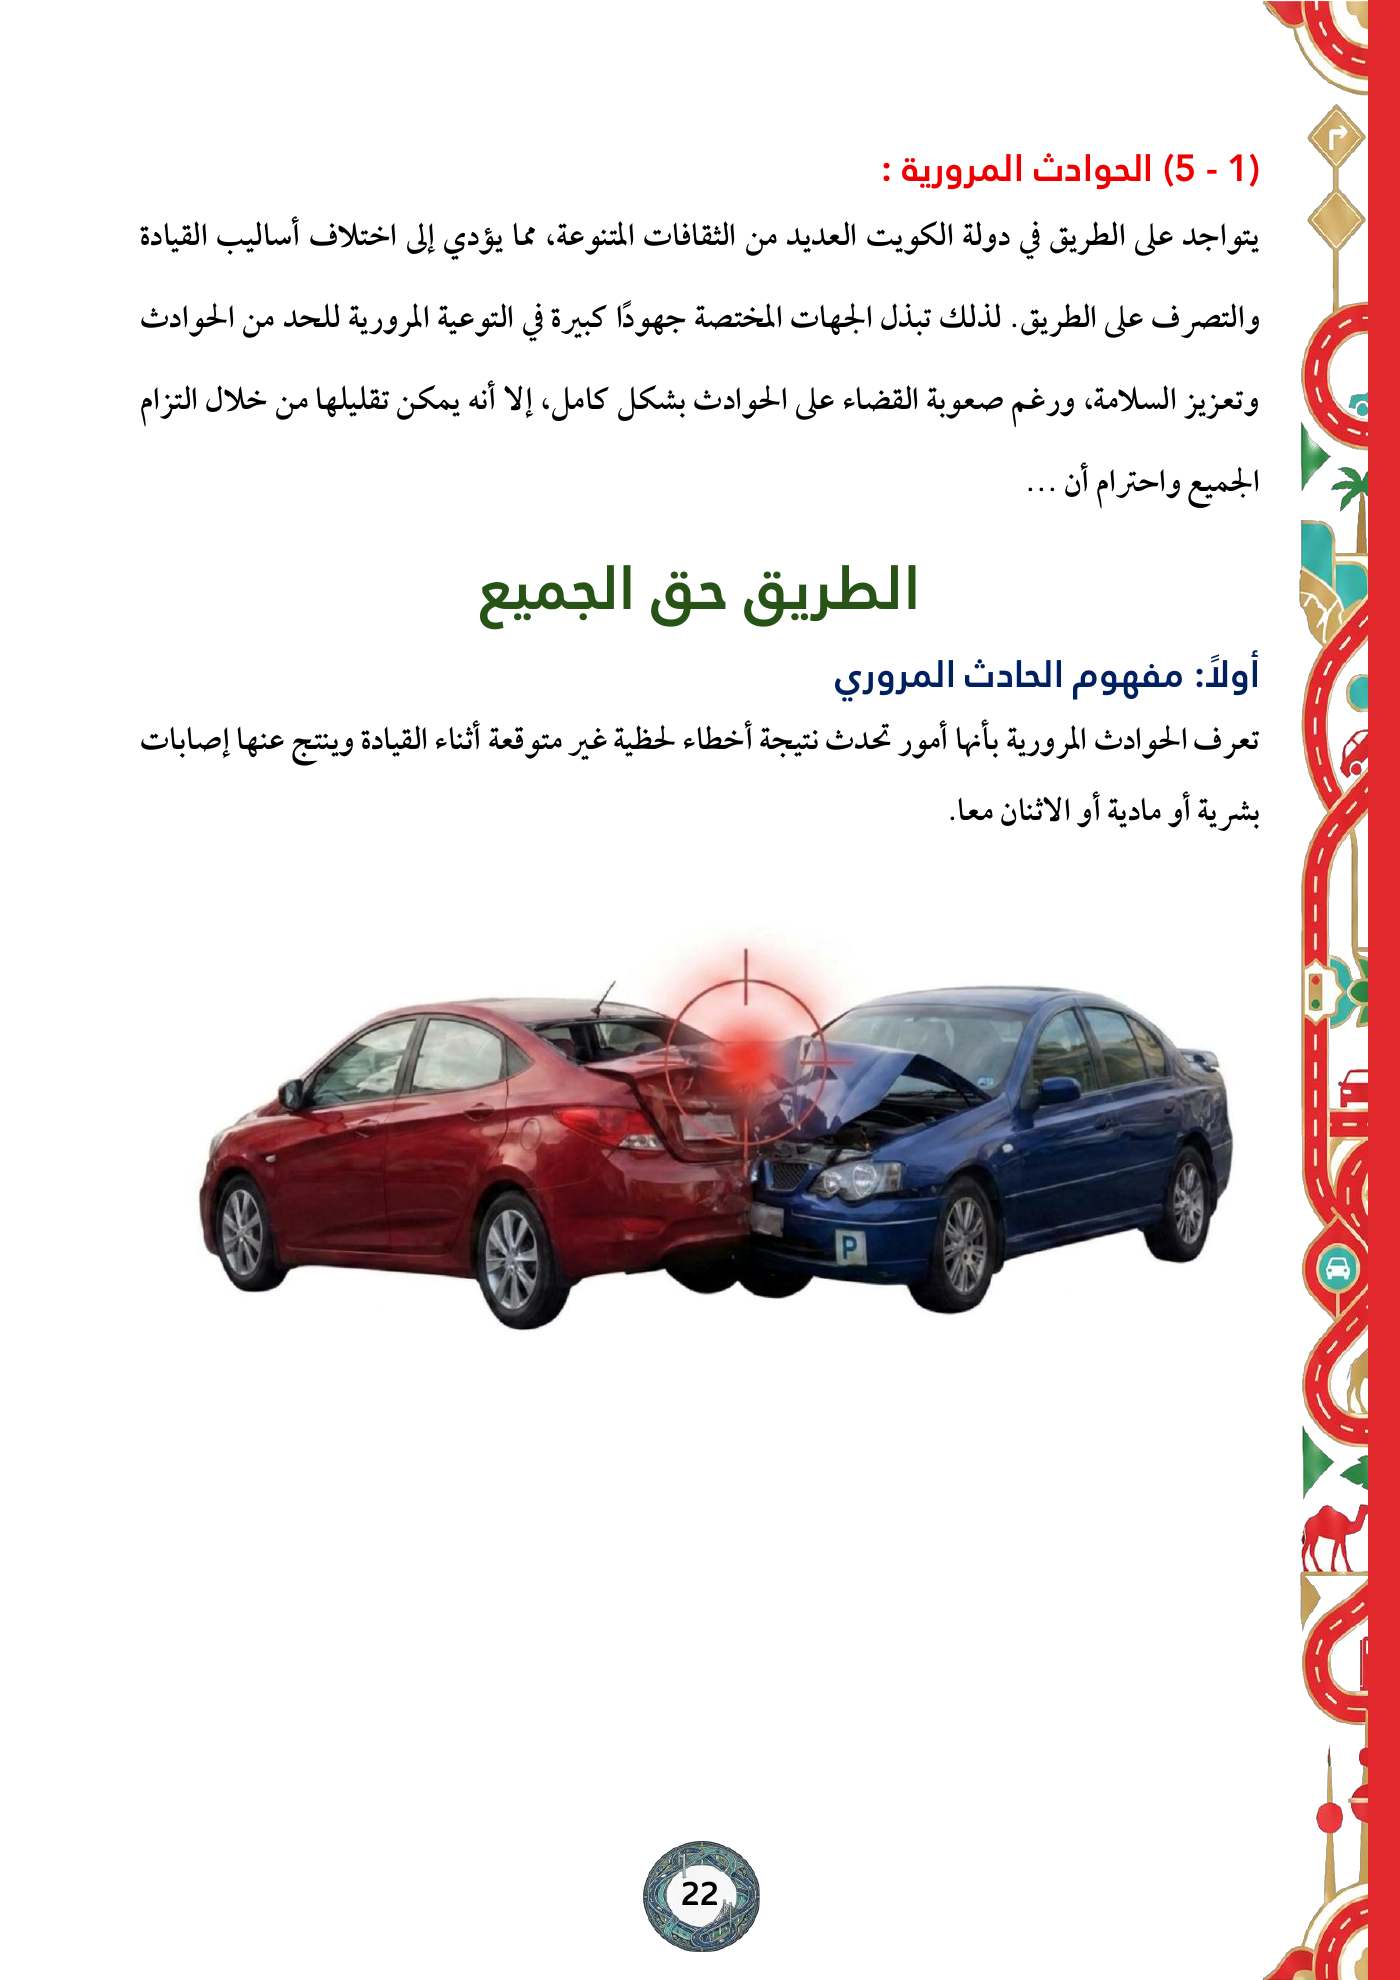 (1 - 5) الحوادث المرورية :
يتواجد على الطريق في دولة الكويت العديد من الثقافات المتنوعة، مما يؤدي إلى اختلاف أساليب القيادة
والتصرف على الطريق. لذلك تبذل الجهات المختصة جهودًا كبيرة في التوعية المرورية للحد من الحوادث
وتعزيز السلامة، ورغم صعوبة القضاء على الحوادث بشكل كامل، إلا أنه يمكن تقليلها من خلال التزام
الجميع واحترام أن ...
الطريق حق الجميع
أولاً: مفهوم الحادث المروري
تعرف الحوادث المرورية بأنها أمور تحدث نتيجة أخطاء لحظية غير متوقعة أثناء القيادة وينتج عنها إصابات
بشرية أو مادية أو الاثنان معا.
P
22